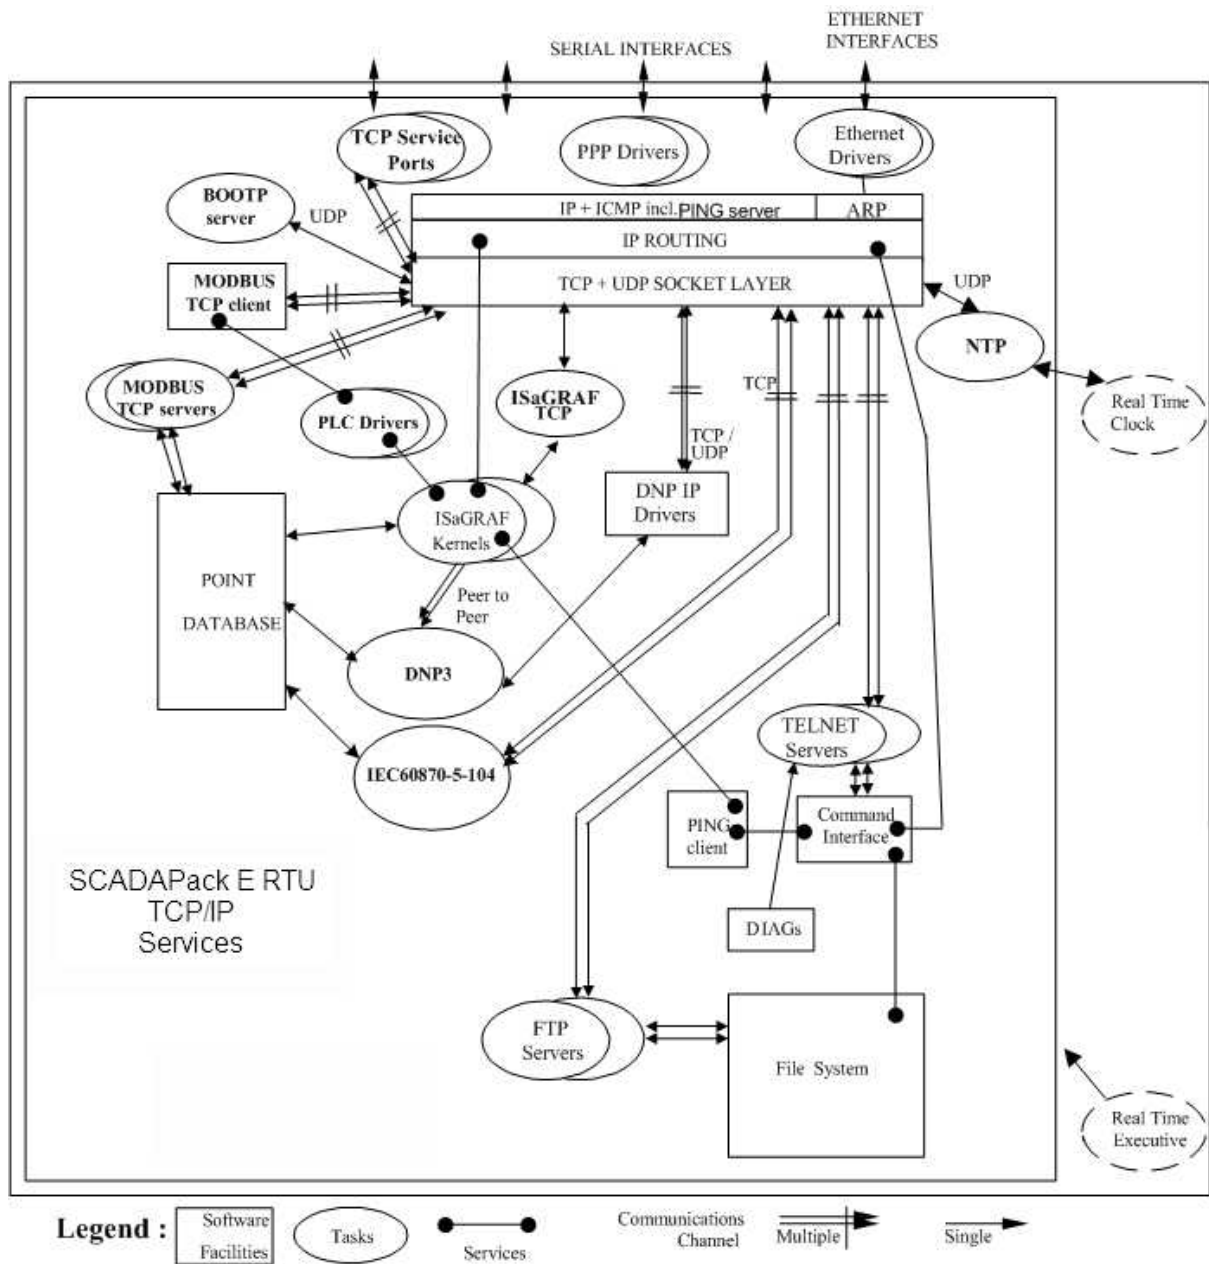 ETHERNET
INTERFACES
SERIAL INTERFACES
TCP Service
Ports
PPP Drivers
Ethernet
Drivers
BOOTP
server
UDP
IP + ICMP incl.PING server
ARP
IP ROUTING
TCP + UDP SOCKET LAYER
MODBUS
TCP client
UDP
NTP
Real Time
Clock
MODBUS
TCP servers
PLC Drivers
ISaGRAF
TCP
TCP
TCP /
UDP
DNP IP
Drivers
ISaGRAF
Kernels
POINT
DATABASE
Peer to
Peer
DNP3
IEC60870-5-104
TELNET
Servers
PING
client
Command
Interface
DIAGs
SCADAPack E RTU
TCP/IP
Services
FTP
Servers
File System
Real Time
Executive
Legend :
Software
Facilities
Tasks
Services
Communications
Channel
Multiple
Single